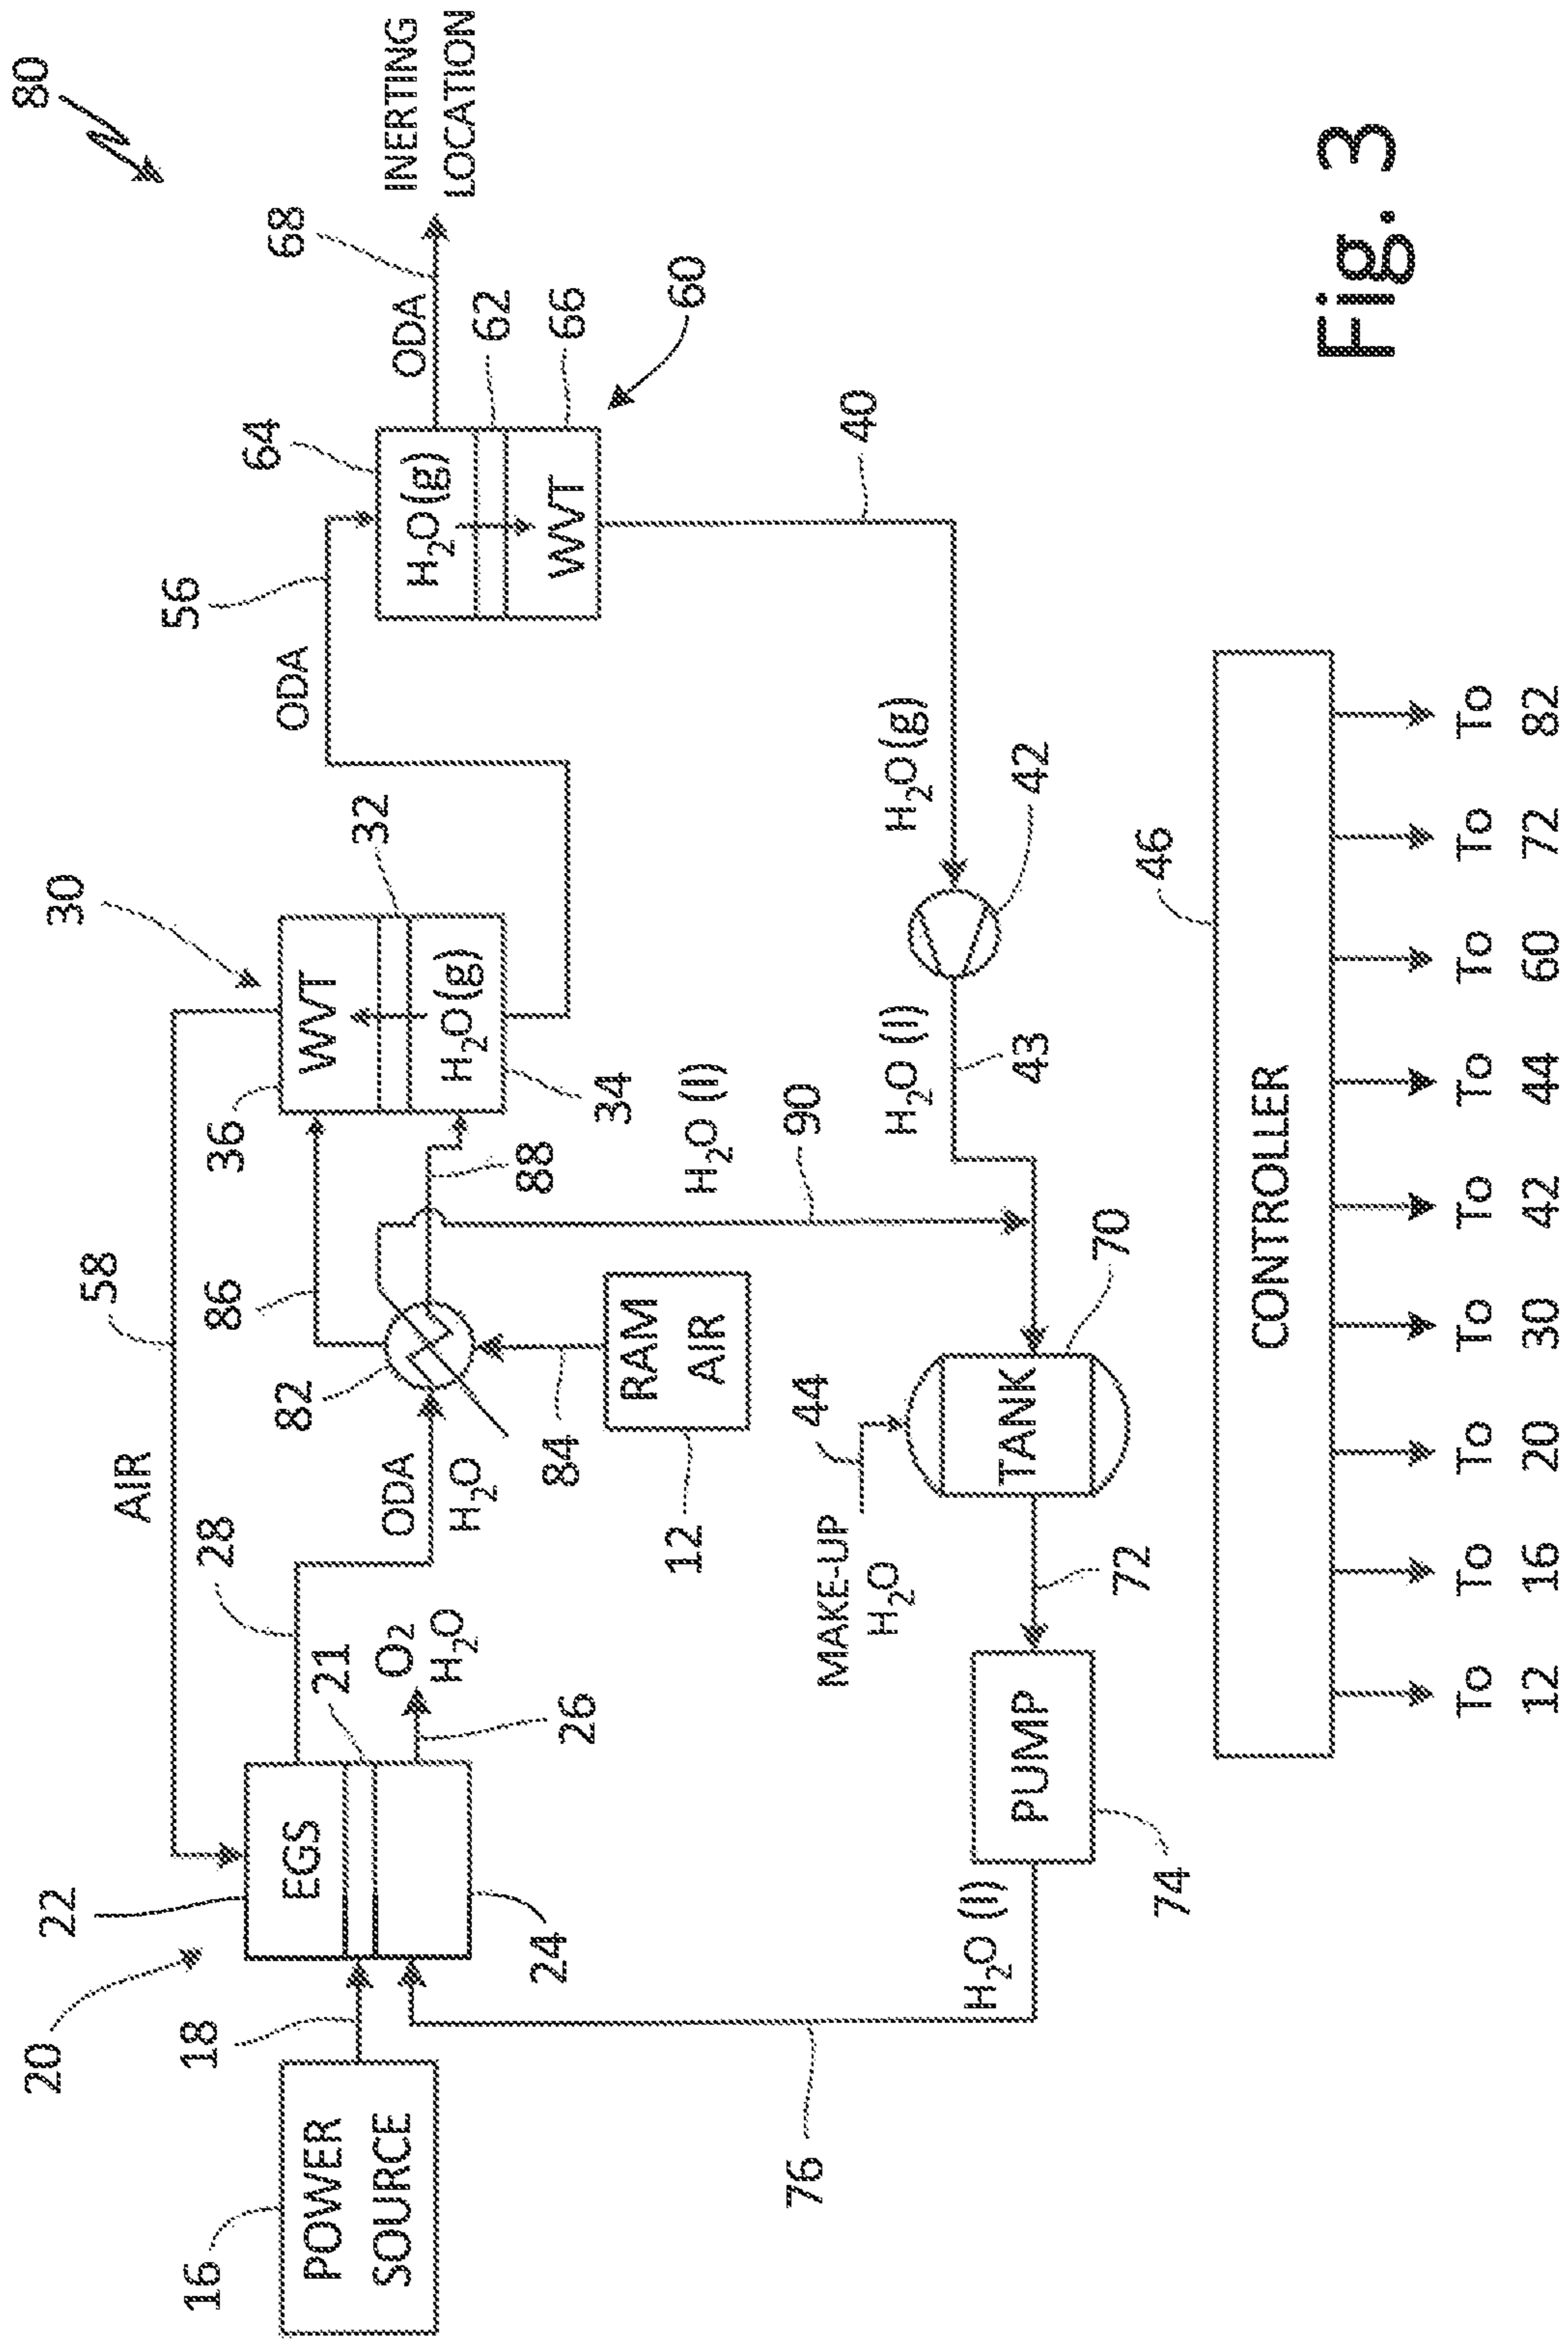 80
58
AIR
30
20
22
28
86
36
WVT
32
56
ODA
64
68
ODA
INERTING
LOCATION
16
18
EGS
21
O2
H2O
ODA
H2O
82
88
H2O(g)
34
H2O(g)
62
WVT
66
60
POWER
SOURCE
24
26
84
RAM
AIR
12
H2O (l)
90
40
76
MAKE-UP
H2O
44
H2O (l)
H2O(g)
H2O (l)
PUMP
TANK
74
72
70
43
42
46
CONTROLLER
To
12
To
16
To
20
To
30
To
42
To
44
To
60
To
72
To
82
Fig. 3